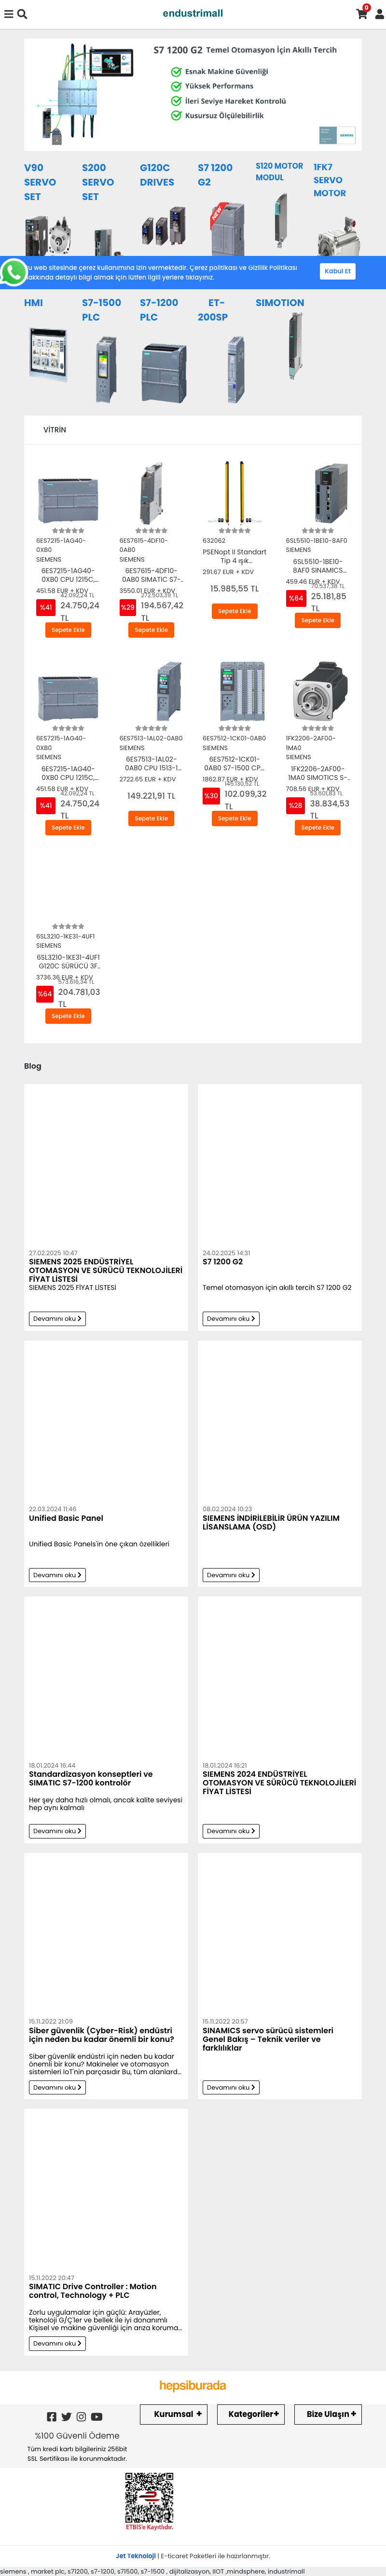 endustrimall
0
S7 1200 G2 Temel Otomasyon İçin Akıllı Tercih
Esnak Makine Güvenliği
Yüksek Performans
İleri Seviye Hareket Kontrolü
Kusursuz Ölçülebilirlik
SIEMENS
V90 SERVO SET
S200 SERVO SET
G120C DRIVES
S7 1200 G2
S120 MOTOR MODUL
1FK7 SERVO MOTOR
NEW
u web sitesinde çerez kullanımına izin vermektedir. Çerez politikası ve Gizlilik Politikası
akkında detaylı bilgi almak için lütfen ilgili yerlere tıklayınız.
Kabul Et
HMI
S7-1500 PLC
S7-1200 PLC
ET-200SP
SIMOTION
VİTRİN
6ES7215-1AG40-0XB0
SIEMENS
6ES7215-1AG40-0XB0 CPU 1215C,...
451.58 EUR + KDV
%41
42.092,24 TL
24.750,24 TL
Sepete Ekle
6ES7615-4DF10-0AB0
SIEMENS
6ES7615-4DF10-0AB0 SIMATIC S7-...
3550.01 EUR + KDV
%29
272.503,39 TL
194.567,42 TL
Sepete Ekle
632062
PSENopt II Standart Tip 4 ışık...
291.67 EUR + KDV
15.985,55 TL
Sepete Ekle
6SL5510-1BE10-8AF0
SIEMENS
6SL5510-1BE10-8AF0 SINAMICS...
459.46 EUR + KDV
%64
70.537,38 TL
25.181,85 TL
Sepete Ekle
6ES7215-1AG40-0XB0
SIEMENS
6ES7215-1AG40-0XB0 CPU 1215C,...
451.58 EUR + KDV
%41
42.092,24 TL
24.750,24 TL
Sepete Ekle
6ES7513-1AL02-0AB0
SIEMENS
6ES7513-1AL02-0AB0 CPU 1513-1...
2722.65 EUR + KDV
149.221,91 TL
Sepete Ekle
6ES7512-1CK01-0AB0
SIEMENS
6ES7512-1CK01-0AB0 S7-1500 CP...
1862.87 EUR + KDV
%30
145.130,52 TL
102.099,32 TL
Sepete Ekle
1FK2206-2AF00-1MA0
SIEMENS
1FK2206-2AF00-1MA0 SIMOTICS S-...
708.56 EUR + KDV
%28
53.601,83 TL
38.834,53 TL
Sepete Ekle
6SL3210-1KE31-4UF1
SIEMENS
6SL3210-1KE31-4UF1 G120C SÜRÜCÜ 3F...
3736.36 EUR + KDV
%64
573.616,34 TL
204.781,03 TL
Sepete Ekle
Blog
27.02.2025 10:47
SIEMENS 2025 ENDÜSTRİYEL
OTOMASYON VE SÜRÜCÜ TEKNOLOJİLERİ
FİYAT LİSTESİ
SIEMENS 2025 FİYAT LİSTESİ
Devamını oku
24.02.2025 14:31
S7 1200 G2
Temel otomasyon için akıllı tercih S7 1200 G2
Devamını oku
22.03.2024 11:46
Unified Basic Panel
Unified Basic Panels'in öne çıkan özellikleri
Devamını oku
08.02.2024 10:23
SIEMENS İNDİRİLEBİLİR ÜRÜN YAZILIM
LİSANSLAMA (OSD)
Devamını oku
18.01.2024 16:44
Standardizasyon konseptleri ve
SIMATIC S7-1200 kontrolör
Her şey daha hızlı olmalı, ancak kalite seviyesi
hep aynı kalmalı
Devamını oku
18.01.2024 16:21
SIEMENS 2024 ENDÜSTRİYEL
OTOMASYON VE SÜRÜCÜ TEKNOLOJİLERİ
FİYAT LİSTESİ
Devamını oku
15.11.2022 21:09
Siber güvenlik (Cyber-Risk) endüstri
için neden bu kadar önemli bir konu?
Siber güvenlik endüstri için neden bu kadar
önemli bir konu? Makineler ve otomasyon
sistemleri IoT'nin parçasıdır Bu, tüm alanlard...
Devamını oku
15.11.2022 20:57
SINAMICS servo sürücü sistemleri
Genel Bakış – Teknik veriler ve
farklılıklar
Devamını oku
15.11.2022 20:47
SIMATIC Drive Controller : Motion
control, Technology + PLC
Zorlu uygulamalar için güçlü: Arayüzler,
teknoloji G/Ç'ler ve bellek ile iyi donanımlı
Kişisel ve makine güvenliği için arıza koruma...
Devamını oku
hepsiburada
%100 Güvenli Ödeme
Tüm kredi kartı bilgileriniz 256bit
SSL Sertifikası ile korunmaktadır.
Kurumsal +
Kategoriler+
Bize Ulaşın +
ETBIS'e Kayıtlıdır.
Jet Teknoloji | E-ticaret Paketleri ile hazırlanmıştır.
siemens , market plc, s71200, s7-1200, s71500, s7-1500 , dijitalizasyon, IIOT ,mindsphere, industrimall